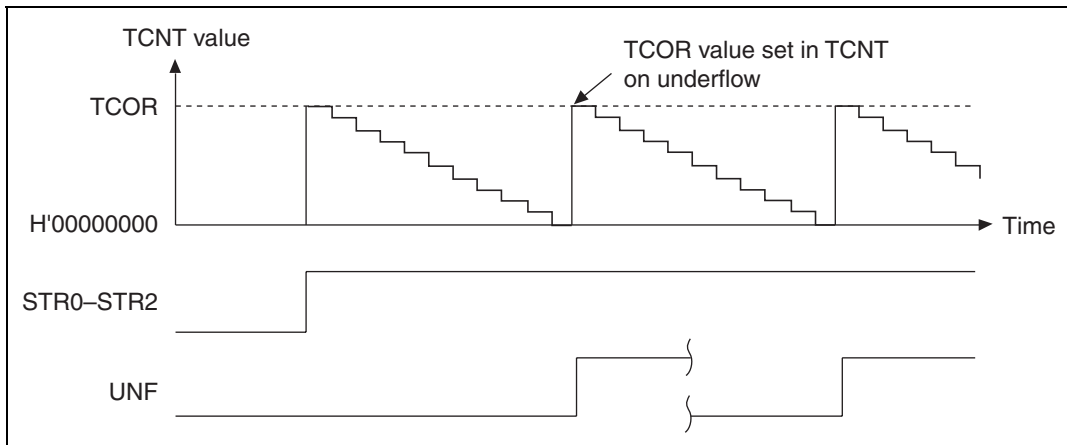 TCNT value
TCOR value set in TCNT
on underflow
TCOR
H'00000000
Time
STR0–STR2
UNF